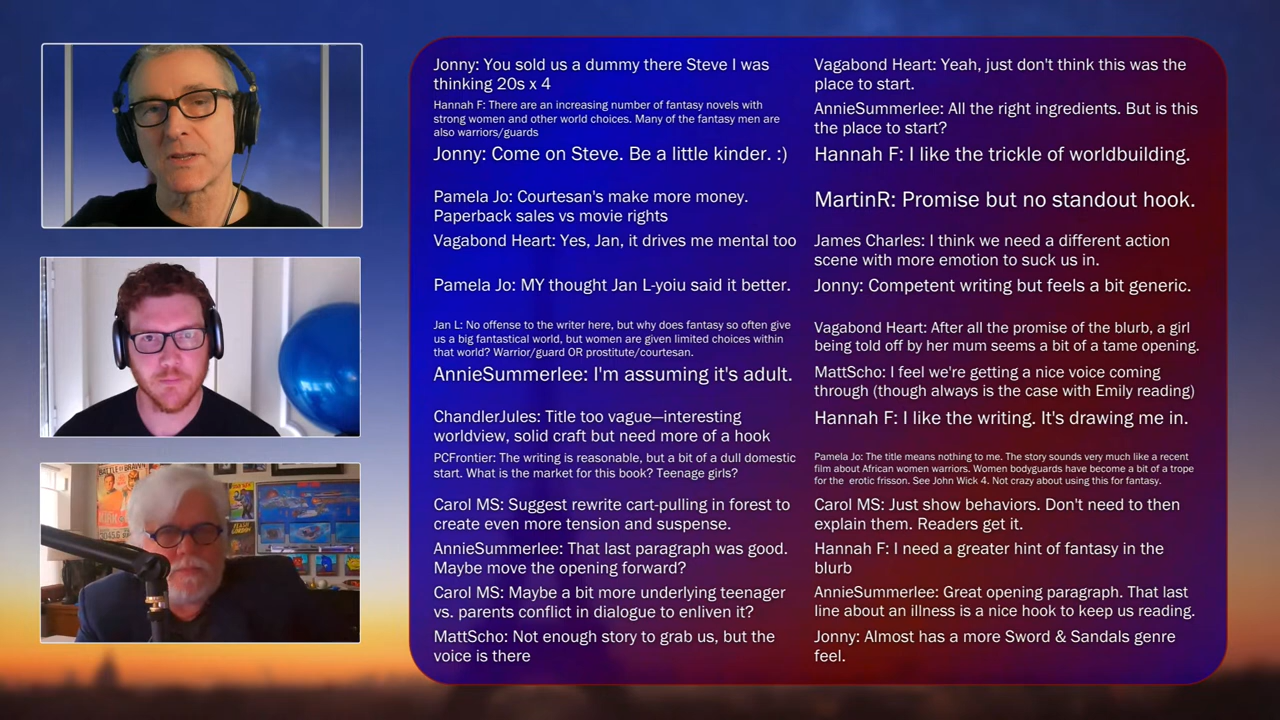 Jonny: You sold us a dummy there Steve I was
thinking 20s x 4
Hannah F: There are an increasing number of fantasy novels with
strong women and other world choices. Many of the fantasy men are
also warriors/guards
Jonny: Come on Steve. Be a little kinder. :)
Pamela Jo: Courtesan's make more money.
Paperback sales vs movie rights
Vagabond Heart: Yes, Jan, it drives me mental too
Pamela Jo: MY thought Jan L-yoiu said it better.
Jan L: No offense to the writer here, but why does fantasy so often give
us a big fantastical world, but women are given limited choices within
that world? Warrior/guard OR prostitute/courtesan.
AnnieSummerlee: I'm assuming it's adult.
ChandlerJules: Title too vague—interesting
worldview, solid craft but need more of a hook
PCFrontier: The writing is reasonable, but a bit of a dull domestic
start. What is the market for this book? Teenage girls?
Carol MS: Suggest rewrite cart-pulling in forest to
create even more tension and suspense.
AnnieSummerlee: That last paragraph was good.
Maybe move the opening forward?
Carol MS: Maybe a bit more underlying teenager
vs. parents conflict in dialogue to enliven it?
MattScho: Not enough story to grab us, but the
voice is there
Vagabond Heart: Yeah, just don't think this was the
place to start.
AnnieSummerlee: All the right ingredients. But is this
the place to start?
Hannah F: I like the trickle of worldbuilding.
MartinR: Promise but no standout hook.
James Charles: I think we need a different action
scene with more emotion to suck us in.
Jonny: Competent writing but feels a bit generic.
Vagabond Heart: After all the promise of the blurb, a girl
being told off by her mum seems a bit of a tame opening.
MattScho: I feel we're getting a nice voice coming
through (though always is the case with Emily reading)
Hannah F: I like the writing. It's drawing me in.
Pamela Jo: The title means nothing to me. The story sounds very much like a recent
film about African women warriors. Women bodyguards have become a bit of a trope
for the erotic frisson. See John Wick 4. Not crazy about using this for fantasy.
Carol MS: Just show behaviors. Don't need to then
explain them. Readers get it.
Hannah F: I need a greater hint of fantasy in the
blurb
AnnieSummerlee: Great opening paragraph. That last
line about an illness is a nice hook to keep us reading.
Jonny: Almost has a more Sword & Sandals genre
feel.